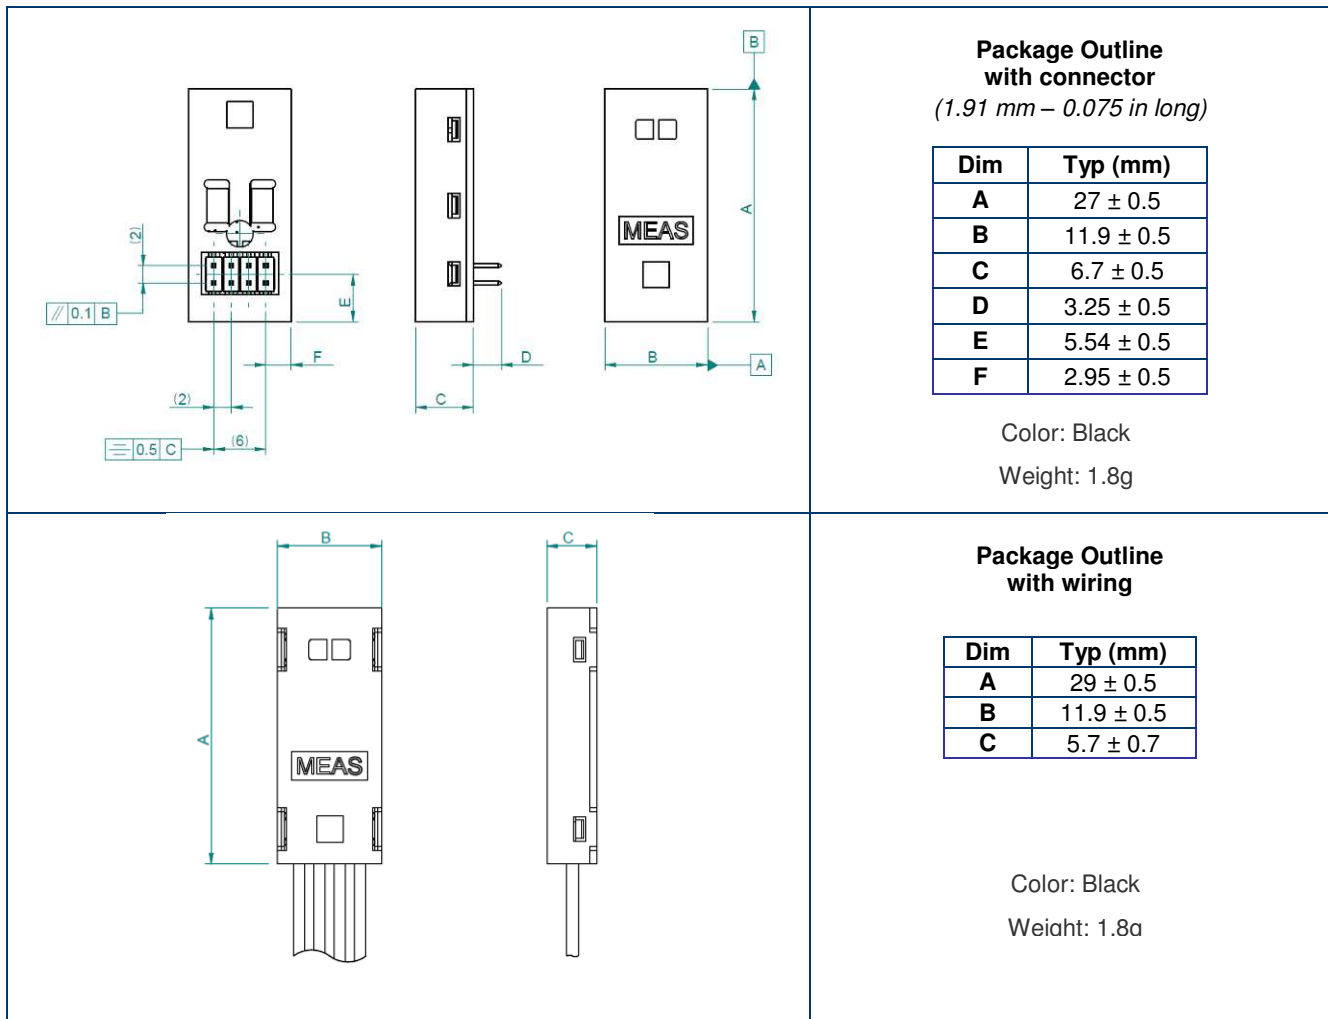 B
A
MEAS
(2)
E
// 0.1 B
F
D
B
A
C
(2)
(6)
0.5 C
Package Outline
with connector
(1.91 mm – 0.075 in long)
Dim Typ (mm)
A 27 ± 0.5
B 11.9 ± 0.5
C 6.7 ± 0.5
D 3.25 ± 0.5
E 5.54 ± 0.5
F 2.95 ± 0.5
Color: Black
Weight: 1.8g
B
C
A
MEAS
Package Outline
with wiring
Dim Typ (mm)
A 29 ± 0.5
B 11.9 ± 0.5
C 5.7 ± 0.7
Color: Black
Weight: 1.8g